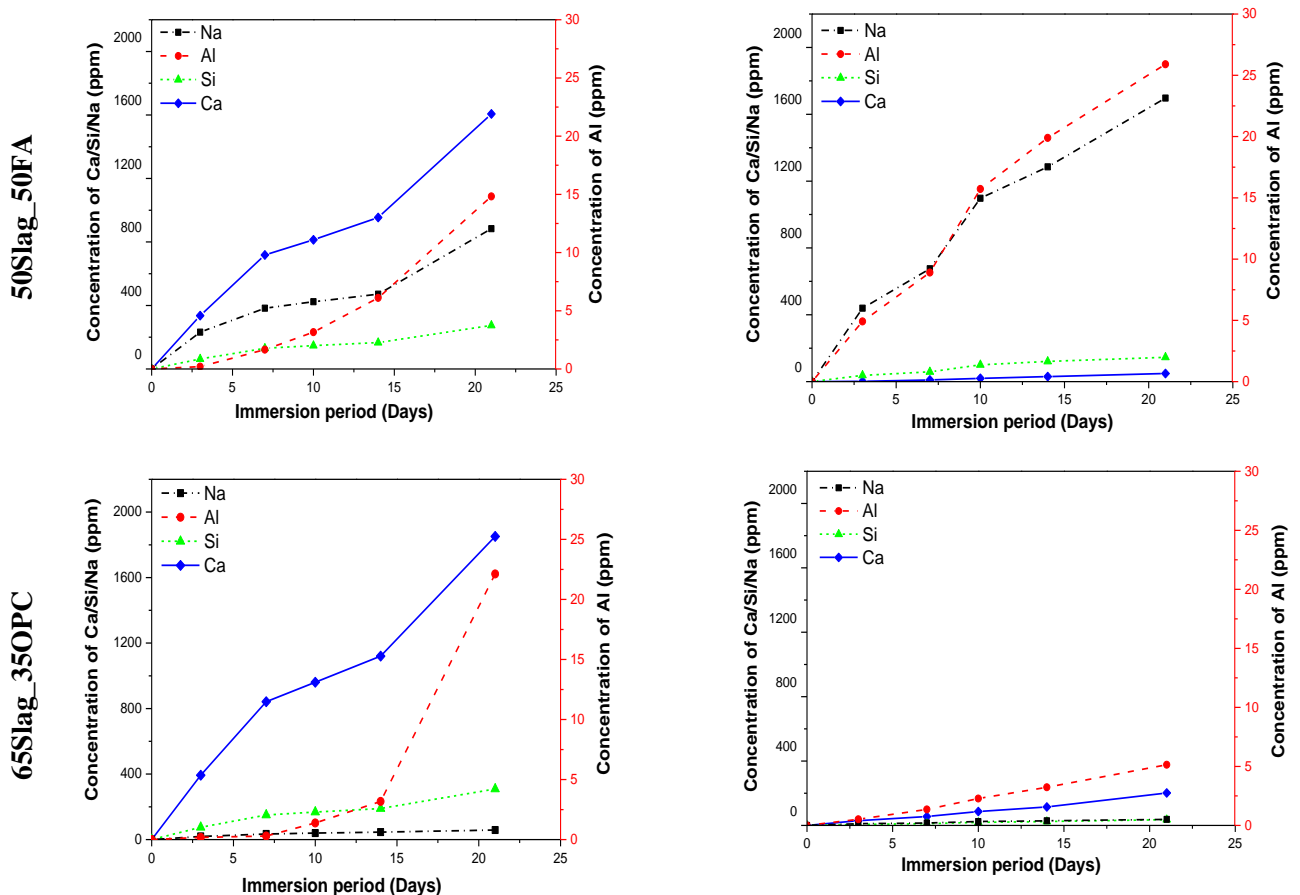 50Slag_50FA
Concentration of Ca/Si/Na (ppm)
2000
1600
1200
800
400
0
Na
Al
Si
Ca
30
25
20
15
10
5
0
Concentration of Al (ppm)
0 5 10 15 20 25
Immersion period (Days)
Concentration of Ca/Si/Na (ppm)
2000
1600
1200
800
400
0
Na
Al
Si
Ca
30
25
20
15
10
5
0
Concentration of Al (ppm)
0 5 10 15 20 25
Immersion period (Days)
65Slag_35OPC
Concentration of Ca/Si/Na (ppm)
2000
1600
1200
800
400
0
Na
Al
Si
Ca
30
25
20
15
10
5
0
Concentration of Al (ppm)
0 5 10 15 20 25
Immersion period (Days)
Concentration of Ca/Si/Na (ppm)
2000
1600
1200
800
400
0
Na
Al
Si
Ca
30
25
20
15
10
5
0
Concentration of Al (ppm)
0 5 10 15 20 25
Immersion period (Days)